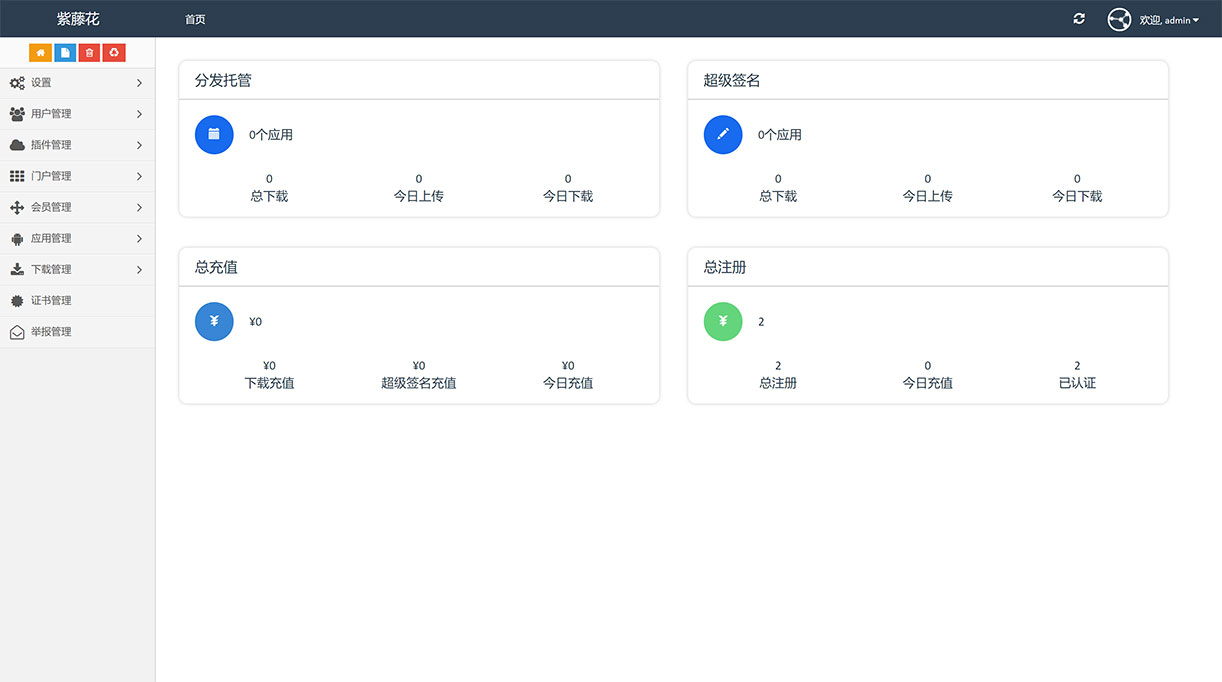 紫藤花
首页
欢迎, admin
设置
用户管理
插件管理
门户管理
会员管理
应用管理
下载管理
证书管理
举报管理
分发托管
0个应用
0 0 0
总下载 今日上传 今日下载
超级签名
0个应用
0 0 0
总下载 今日上传 今日下载
总充值
¥
¥0
¥0 ¥0 ¥0
下载充值 超级签名充值 今日充值
总注册
¥
2
2 0 2
总注册 今日充值 已认证